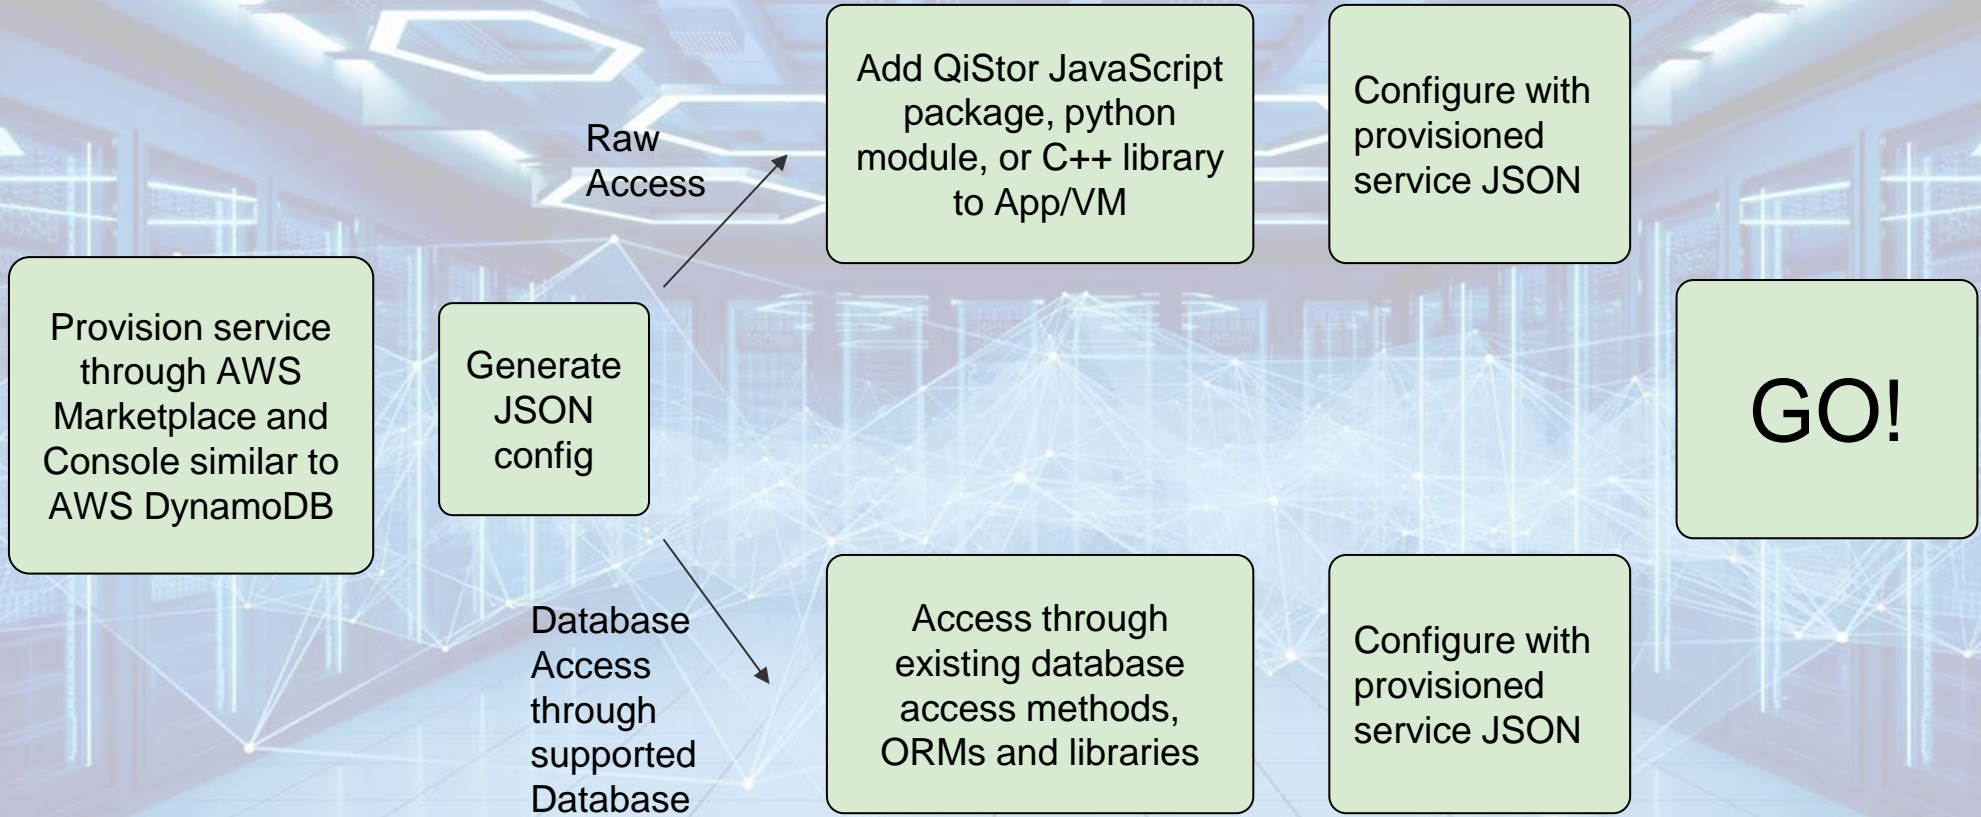 Provision service
through AWS
Marketplace and
Console similar to
AWS DynamoDB
Generate
JSON
config
Raw
Access
Add QiStor JavaScript
package, python
module, or C++ library
to App/VM
Configure with
provisioned
service JSON
Database
Access
through
supported
Database
Access through
existing database
access methods,
ORMs and libraries
Configure with
provisioned
service JSON
GO!